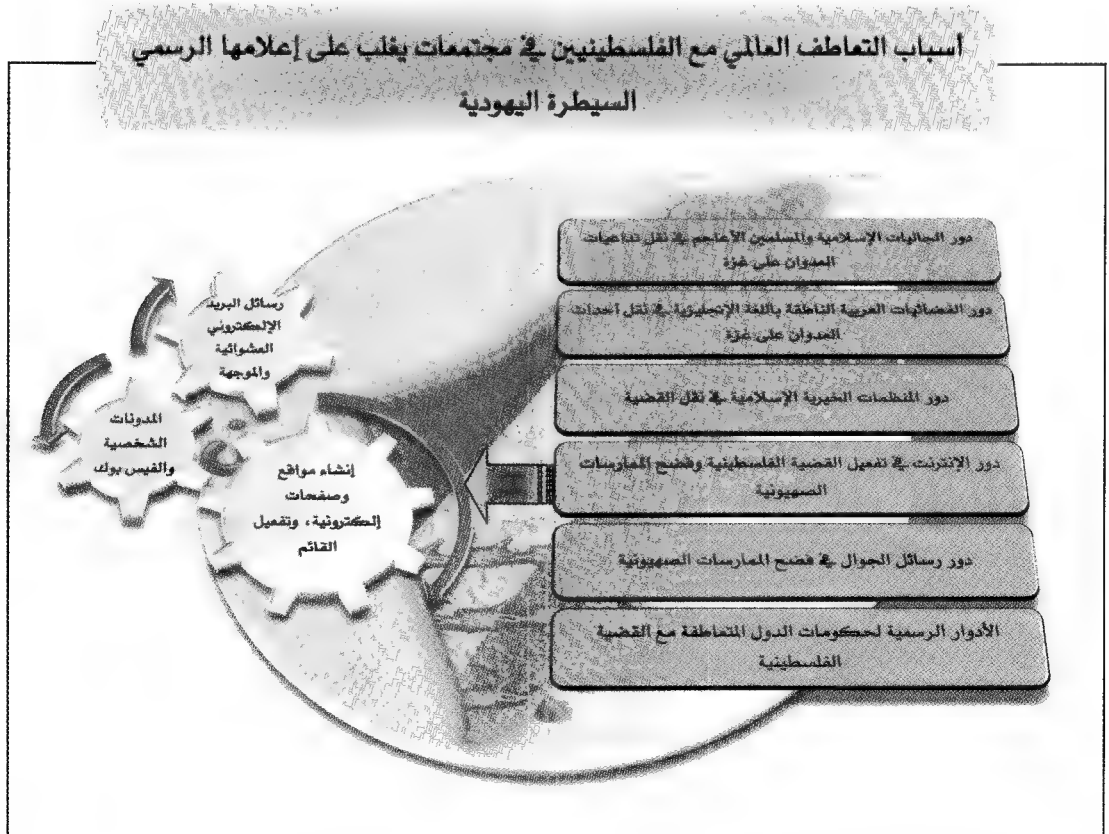 أسباب التعاطف العالمي مع الفلسطينيين في مجتمعات يغلب على إعلامها الرسمي
السيطرة اليهودية
دور الجاليات الإسلامية والمسلمين الأعاجم في نقل تداعيات
العدوان على غزة
دور الفضائيات العربية الناطقة باللغة الإنجليزية في نقل أحداث
العدوان على غزة
دور المنظمات الخيرية الإسلامية في نقل القضية
دور الإنترنت في تفعيل القضية الفلسطينية وفضح الممارسات
الصهيونية
دور رسائل الجوال في فضح الممارسات الصهيونية
الأدوار الرسمية لحكومات الدول المتعاطفة مع القضية
الفلسطينية
رسائل البريد
الإلكتروني
العشوائية
والموجهة
المدونات
الشخصية
والفيس بوك
إنشاء مواقع
وصفحات
إلكترونية، وتفعيل
القائم